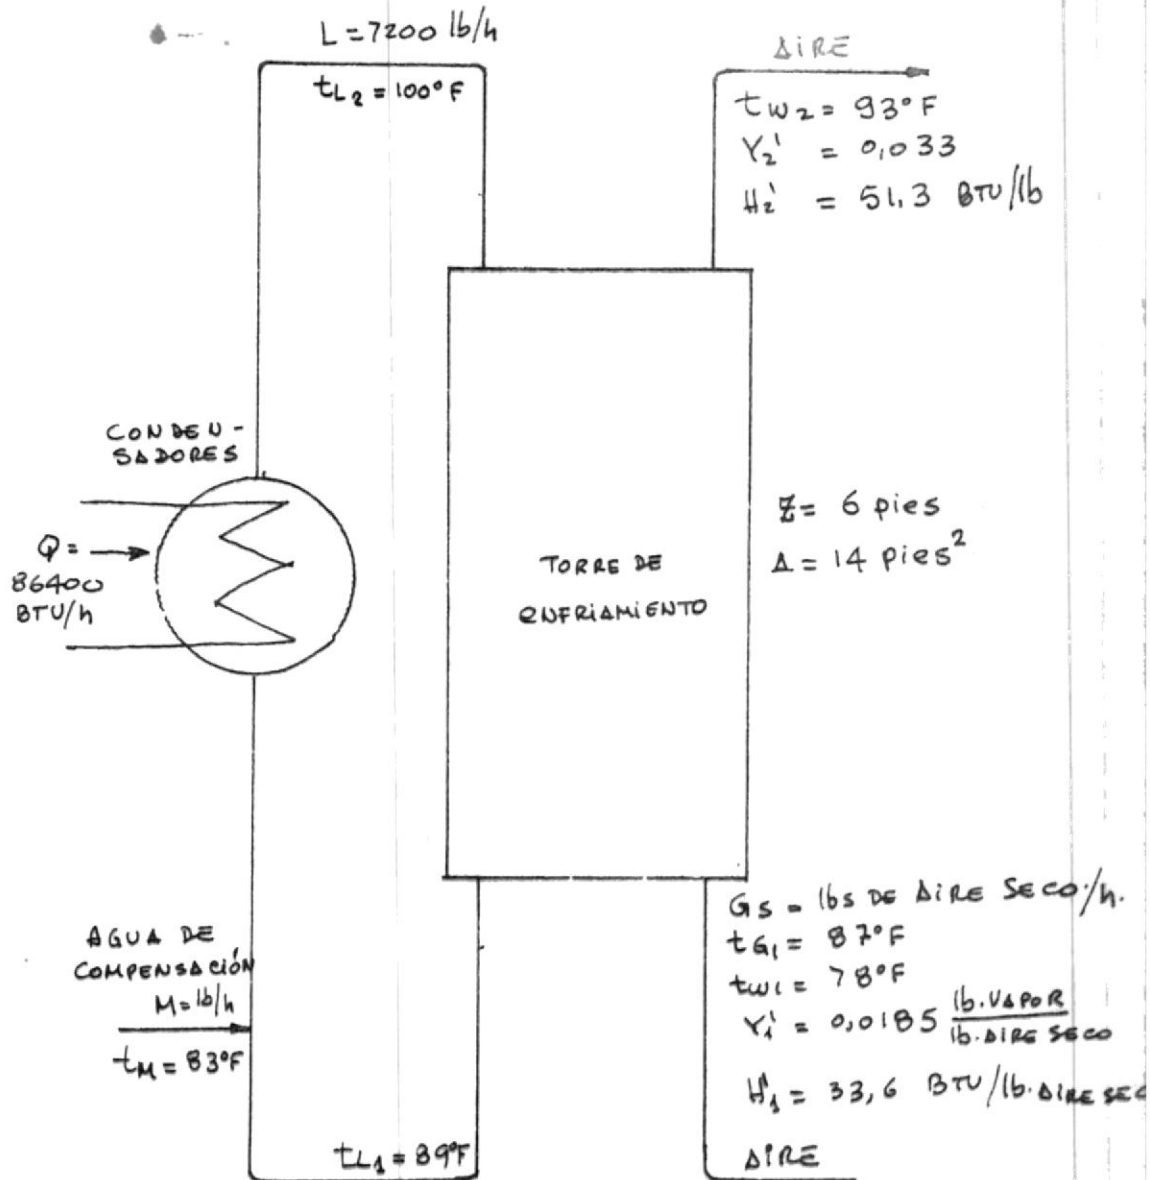 L = 7200 lb/h
tL2 = 100°F
AIRE
tw2 = 93°F
Y2' = 0,033
H2' = 51,3 BTU/lb
CONDEN-
SADORES
Q =
86400
BTU/h
TORRE DE
ENFRIAMIENTO
Z = 6 pies
A = 14 pies²
AGUA DE
COMPENSACIÓN
M = lb/h
tM = 83°F
tL1 = 89°F
GS = lbs DE AIRE SECO/h.
tG1 = 87°F
tw1 = 78°F
Y1' = 0,0185 lb. VAPOR
lb. AIRE SECO
H1' = 33,6 BTU/lb. AIRE SEC
AIRE